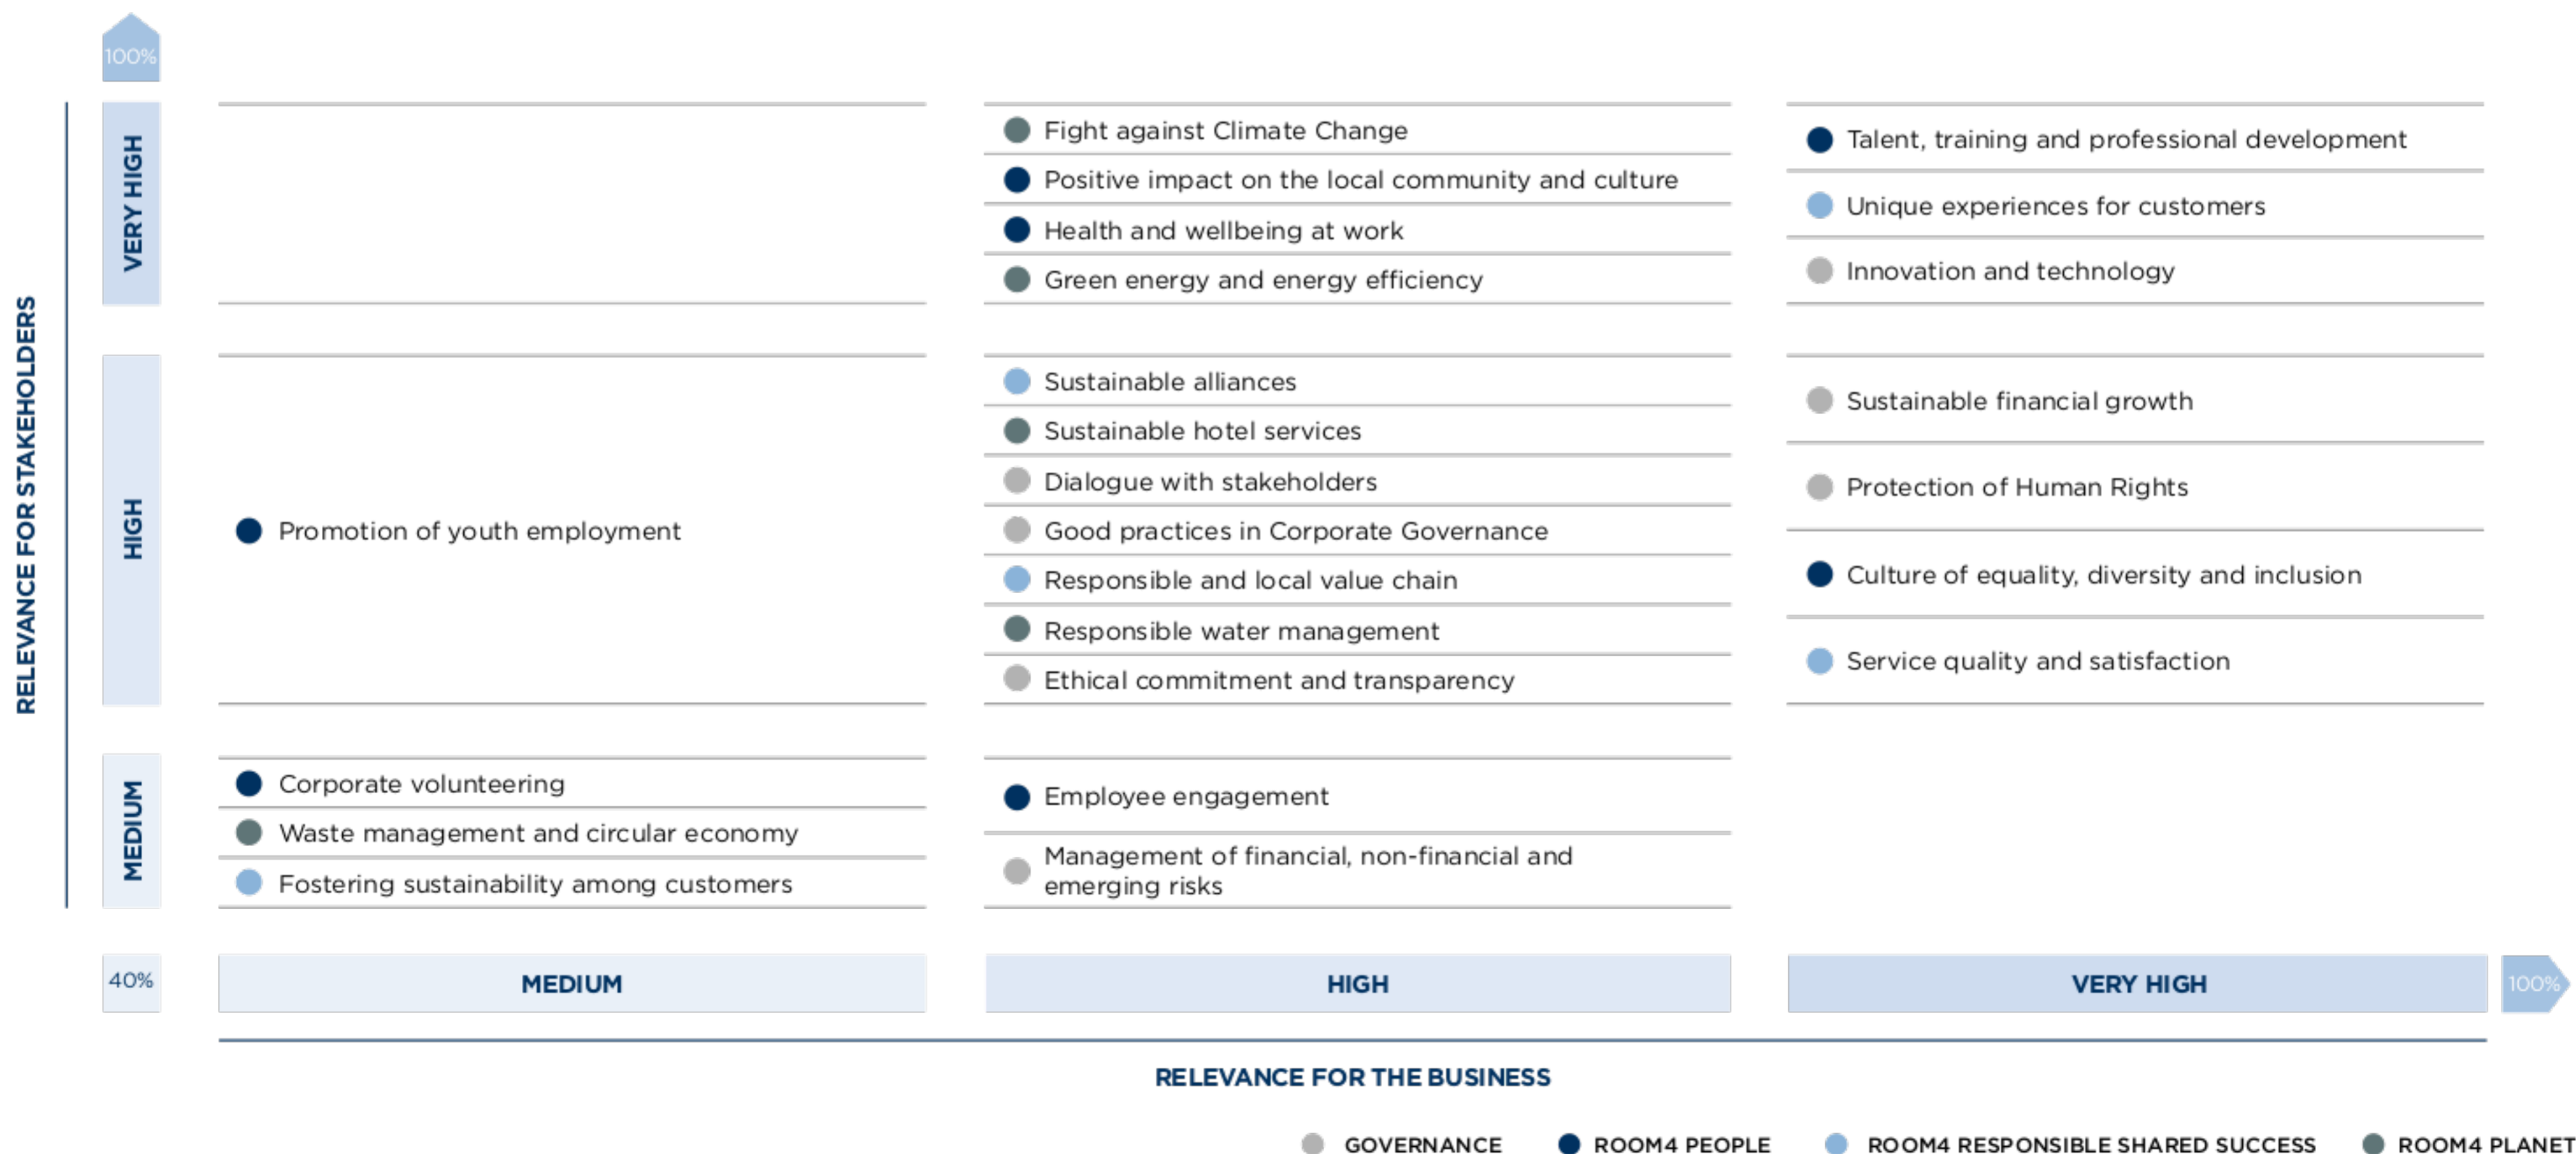 100%
RELEVANCE FOR STAKEHOLDERS
VERY HIGH
Fight against Climate Change
Positive impact on the local community and culture
Health and wellbeing at work
Green energy and energy efficiency
Talent, training and professional development
Unique experiences for customers
Innovation and technology
HIGH
Promotion of youth employment
Sustainable alliances
Sustainable hotel services
Dialogue with stakeholders
Good practices in Corporate Governance
Responsible and local value chain
Responsible water management
Ethical commitment and transparency
Sustainable financial growth
Protection of Human Rights
Culture of equality, diversity and inclusion
Service quality and satisfaction
MEDIUM
Corporate volunteering
Waste management and circular economy
Fostering sustainability among customers
Employee engagement
Management of financial, non-financial and
emerging risks
40%
MEDIUM
HIGH
VERY HIGH
100%
RELEVANCE FOR THE BUSINESS
GOVERNANCE
ROOM4 PEOPLE
ROOM4 RESPONSIBLE SHARED SUCCESS
ROOM4 PLANET